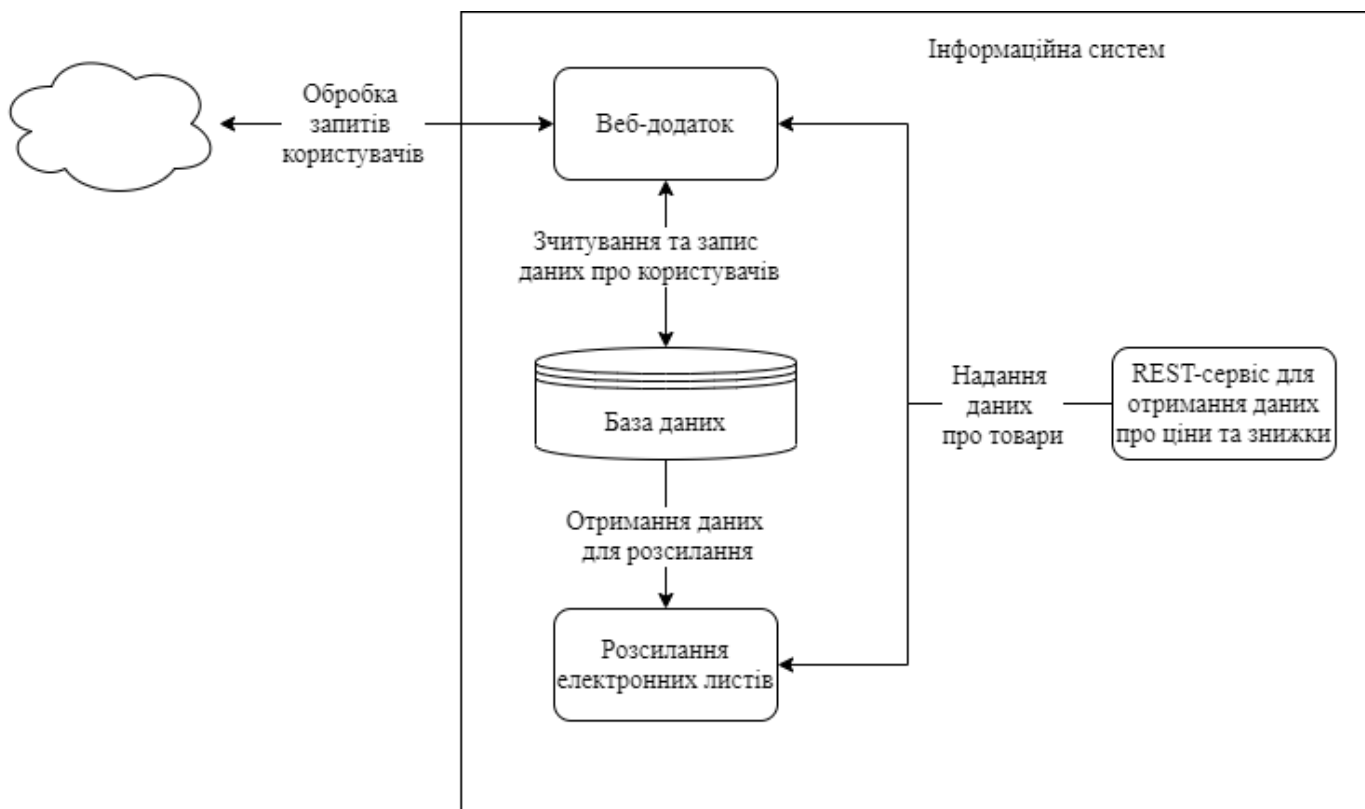 Інформаційна систем
Обробка
запитів
користувачів
Веб-додаток
Зчитування та запис
даних про користувачів
База даних
Надання
даних
про товари
REST-сервіс для
отримання даних
про ціни та знижки
Отримання даних
для розсилання
Розсилання
електронних листів